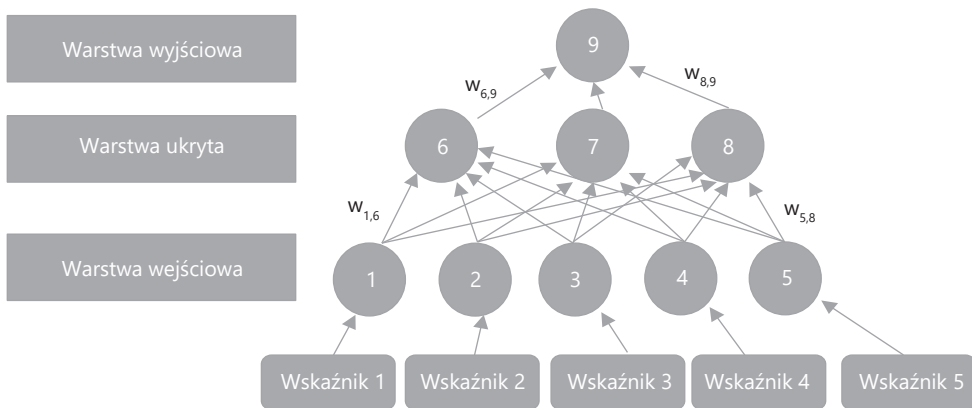 Warstwa wyjściowa
9
w6,9
w8,9
Warstwa ukryta
6
7
8
w1,6
w5,8
Warstwa wejściowa
1
2
3
4
5
Wskaźnik 1
Wskaźnik 2
Wskaźnik 3
Wskaźnik 4
Wskaźnik 5